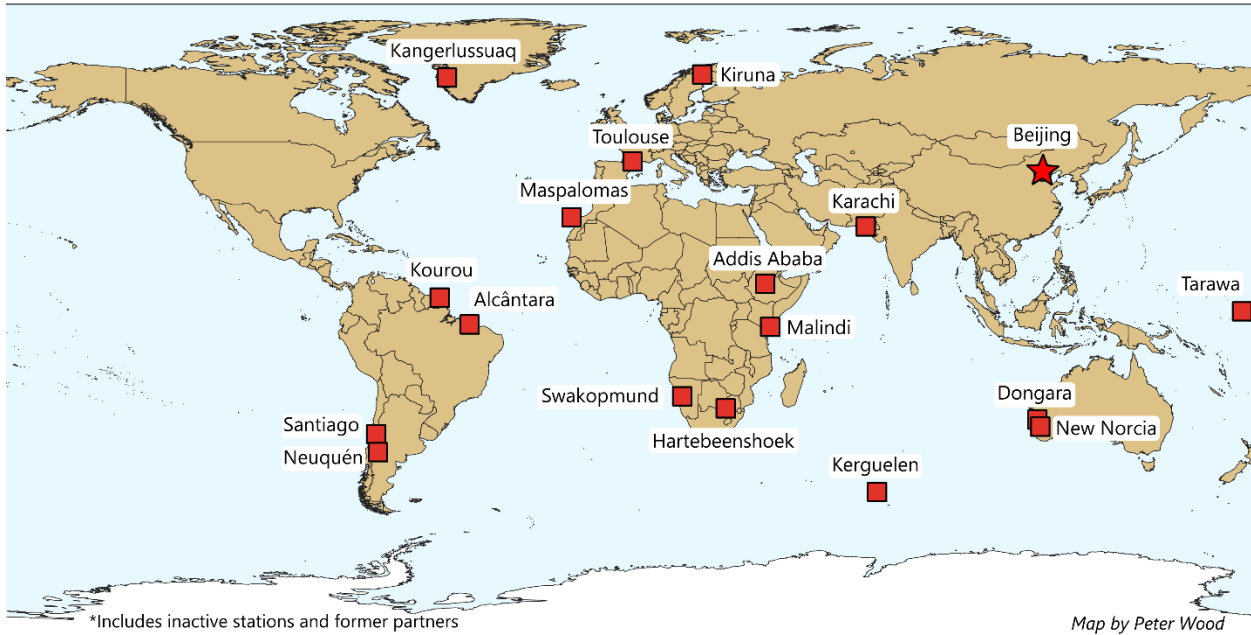 Kangerlussuaq
Kiruna
Toulouse
Beijing
Maspalomas
Karachi
Addis Ababa
Kourou
Alcântara
Tarawa
Malindi
Swakopmund
Dongara
Santiago
New Norcia
Hartebeenshoek
Neuquén
Kerguelen
*Includes inactive stations and former partners
Map by Peter Wood